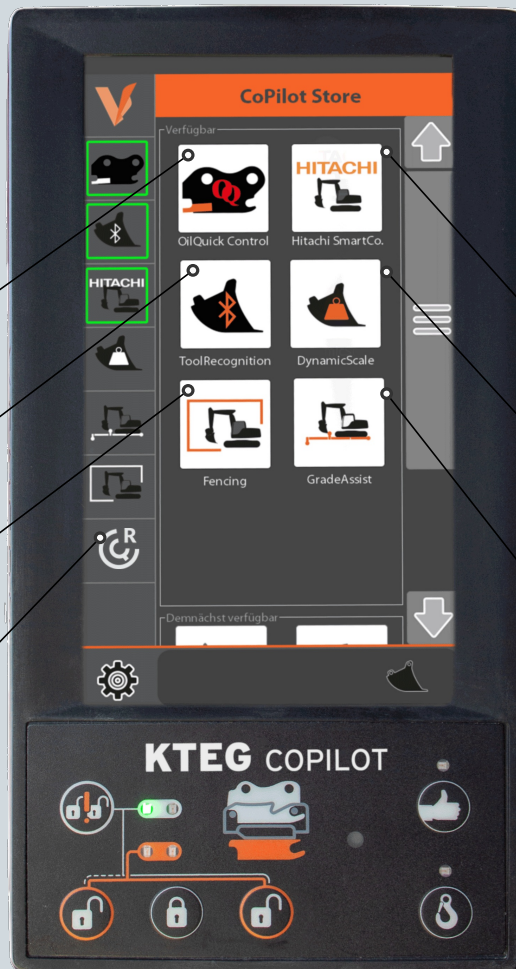 CoPilot Store
Verfügbar
HITACHI
OilQuick Control
Hitachi SmartCo.
HITACHI
ToolRecognition
DynamicScale
Fencing
GradeAssist
R
Demnächst verfügbar
KTEG COPILOT